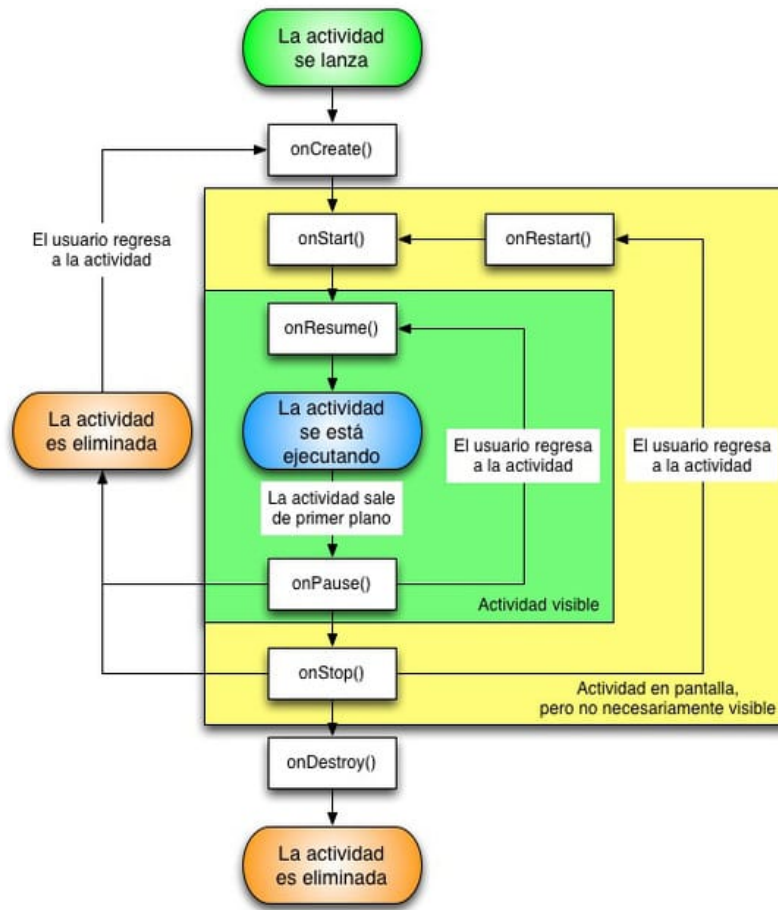 La actividad
se lanza
onCreate()
El usuario regresa
a la actividad
onStart()
onRestart()
onResume()
La actividad
es eliminada
La actividad
se está
ejecutando
El usuario regresa
a la actividad
El usuario regresa
a la actividad
La actividad sale
de primer plano
onPause()
Actividad visible
onStop()
Actividad en pantalla,
pero no necesariamente visible
onDestroy()
La actividad
es eliminada